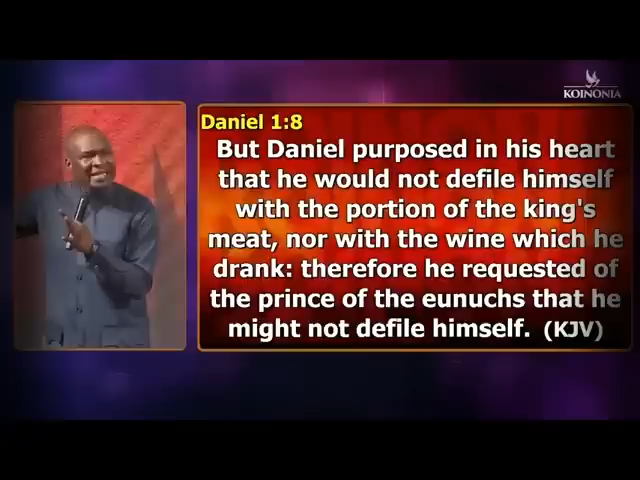 KOINONIA
Daniel 1:8
But Daniel purposed in his heart
that he would not defile himself
with the portion of the king's
meat, nor with the wine which he
drank: therefore he requested of
the prince of the eunuchs that he
might not defile himself. (KJV)